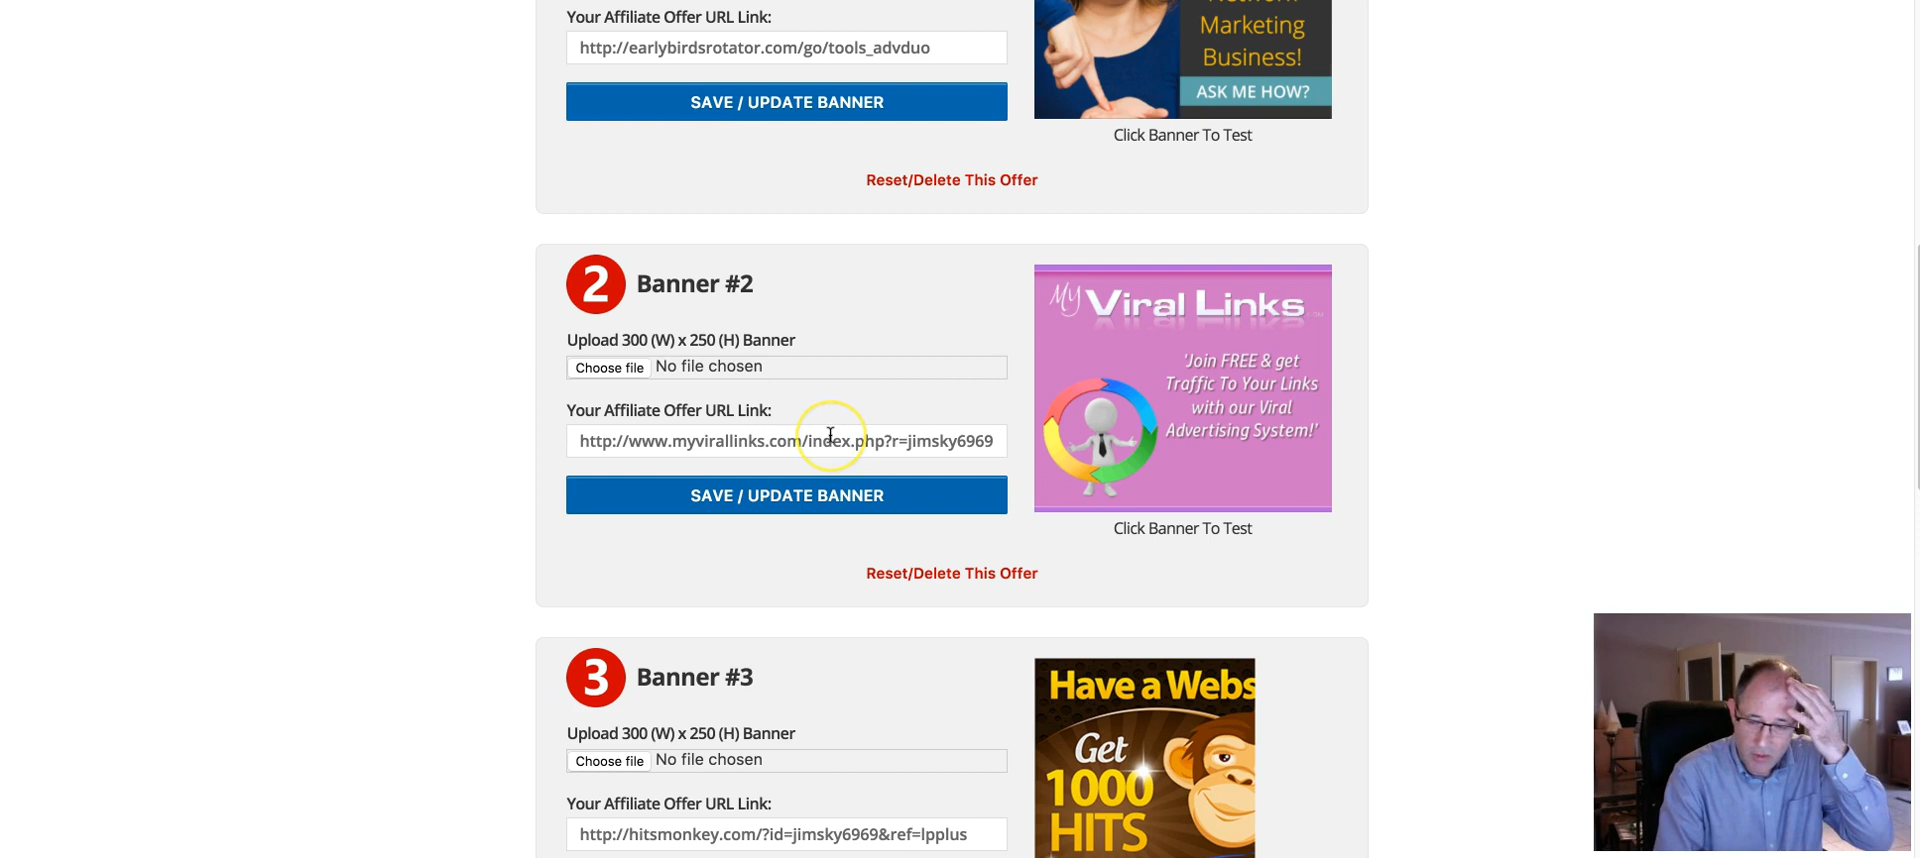 Your Affiliate Offer URL Link:
http://earlybirdsrotator.com/go/tools_advduo
SAVE / UPDATE BANNER
Marketing
Business!
ASK ME HOW?
Click Banner To Test
Reset/Delete This Offer
2 Banner #2
Upload 300 (W) x 250 (H) Banner
Choose file No file chosen
Your Affiliate Offer URL Link:
http://www.myvirallinks.com/index.php?r=jimsky6969
SAVE / UPDATE BANNER
My Viral Links
'Join FREE & get
Traffic To Your Links
with our Viral
Advertising System!'
Click Banner To Test
Reset/Delete This Offer
3 Banner #3
Upload 300 (W) x 250 (H) Banner
Choose file No file chosen
Your Affiliate Offer URL Link:
http://hitsmonkey.com/?id=jimsky6969&ref=lpplus
Have a Webs
Get
1000
HITS